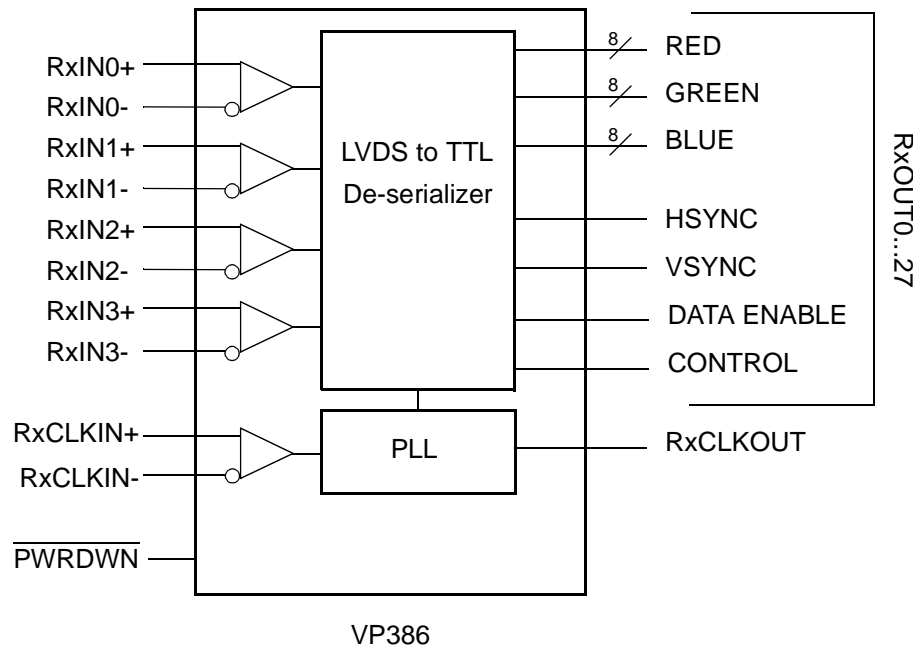 RxIN0+
RxIN0-
RxIN1+
RxIN1-
RxIN2+
RxIN2-
RxIN3+
RxIN3-
RxCLKIN+
RxCLKIN-
PWRDWN
LVDS to TTL
De-serializer
PLL
8
RED
8
GREEN
8
BLUE
HSYNC
VSYNC
DATA ENABLE
CONTROL
RxCLKOUT
RxOUT0...27
VP386